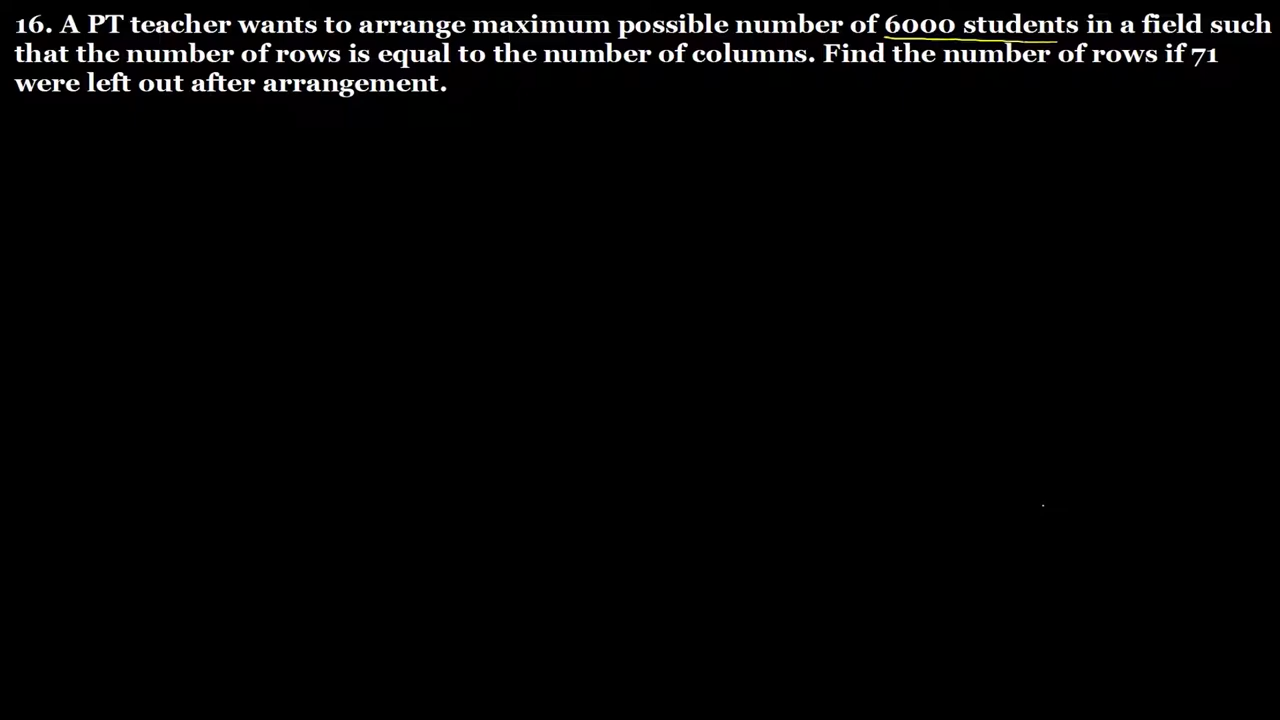 16. A PT teacher wants to arrange maximum possible number of 6000 students in a field such
that the number of rows is equal to the number of columns. Find the number of rows if 71
were left out after arrangement.